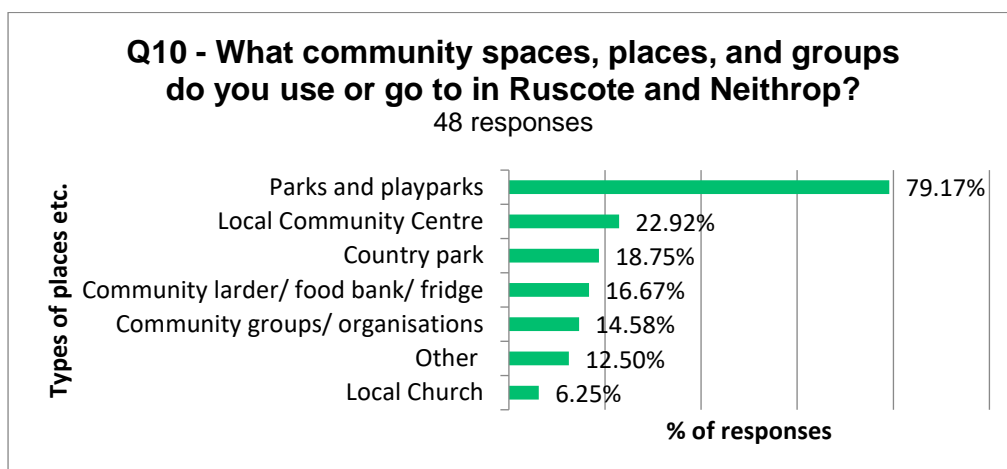 Q10 - What community spaces, places, and groups
do you use or go to in Ruscote and Neithrop?
48 responses
Types of places etc.
Parks and playparks 79.17%
Local Community Centre 22.92%
Country park 18.75%
Community larder/ food bank/ fridge 16.67%
Community groups/ organisations 14.58%
Other 12.50%
Local Church 6.25%
% of responses